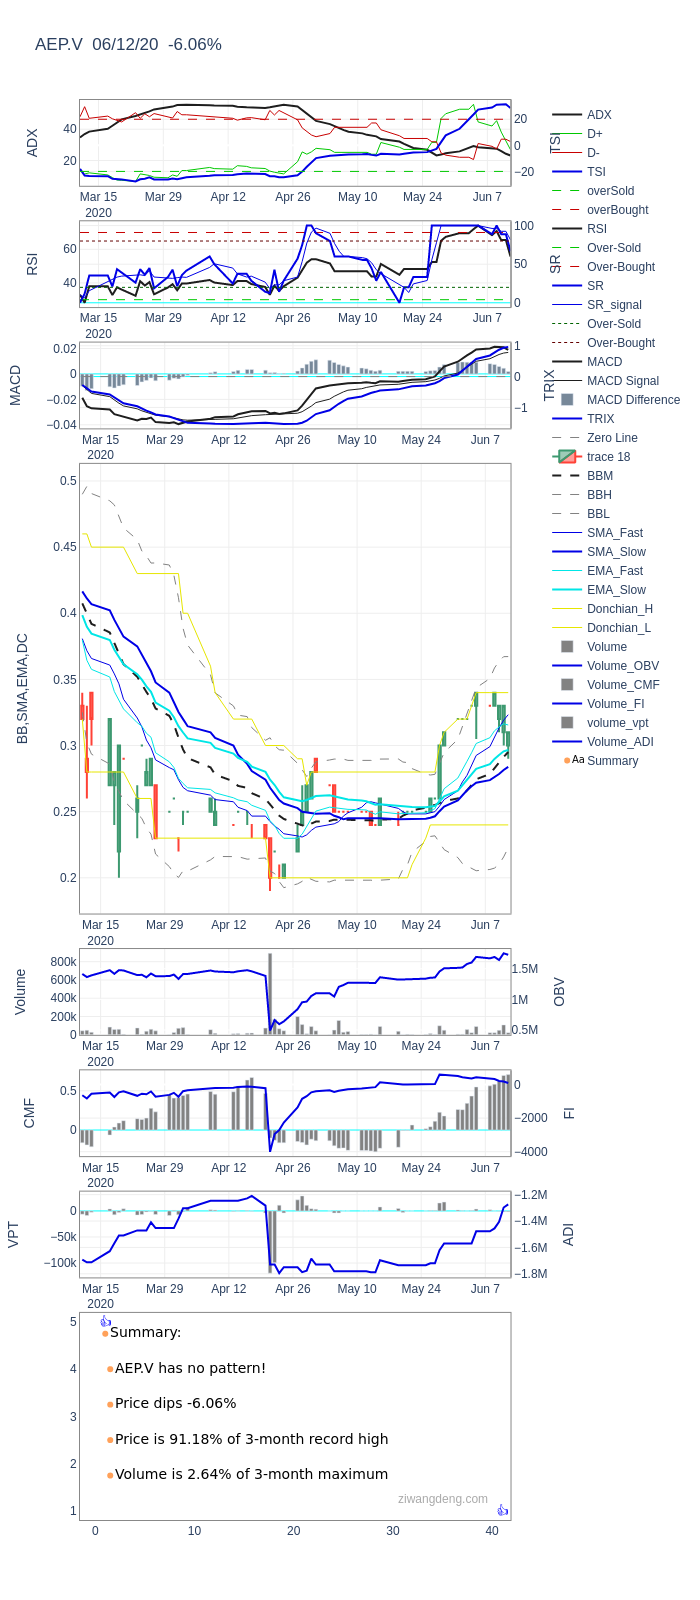 AEP.V 06/12/20 -6.06%
ADX
40
20
20
0
−20
TSI
Mar 15 Mar 29 Apr 12 Apr 26 May 10 May 24 Jun 7
2020
RSI
60
40
100
50
0
SR
Mar 15 Mar 29 Apr 12 Apr 26 May 10 May 24 Jun 7
2020
MACD
0.02
0
−0.02
−0.04
1
0
−1
TRIX
Mar 15 Mar 29 Apr 12 Apr 26 May 10 May 24 Jun 7
2020
BB,SMA,EMA,DC
0.5
0.45
0.4
0.35
0.3
0.25
0.2
Mar 15 Mar 29 Apr 12 Apr 26 May 10 May 24 Jun 7
2020
Volume
800k
600k
400k
200k
0
1.5M
1M
0.5M
OBV
Mar 15 Mar 29 Apr 12 Apr 26 May 10 May 24 Jun 7
2020
CMF
0.5
0
0
−2000
−4000
FI
Mar 15 Mar 29 Apr 12 Apr 26 May 10 May 24 Jun 7
2020
VPT
0
−50k
−100k
−1.2M
−1.4M
−1.6M
−1.8M
ADI
Mar 15 Mar 29 Apr 12 Apr 26 May 10 May 24 Jun 7
2020
5
4
3
2
1
👍
Summary:
AEP.V has no pattern!
Price dips -6.06%
Price is 91.18% of 3-month record high
Volume is 2.64% of 3-month maximum
ziwangdeng.com
👍
0 10 20 30 40
ADX
D+
D-
TSI
overSold
overBought
RSI
Over-Sold
Over-Bought
SR
SR_signal
Over-Sold
Over-Bought
MACD
MACD Signal
MACD Difference
TRIX
Zero Line
trace 18
BBM
BBH
BBL
SMA_Fast
SMA_Slow
EMA_Fast
EMA_Slow
Donchian_H
Donchian_L
Volume
Volume_OBV
Volume_CMF
Volume_FI
volume_vpt
Volume_ADI
Aa Summary